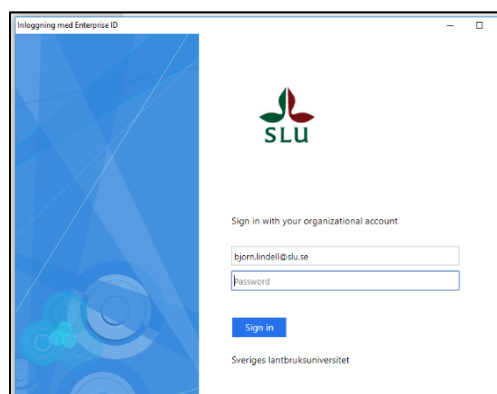 Inloggning med Enterprise ID
SLU
Sign in with your organizational account
bjorn.lindell@slu.se
Password
Sign in
Sveriges lantbruksuniversitet